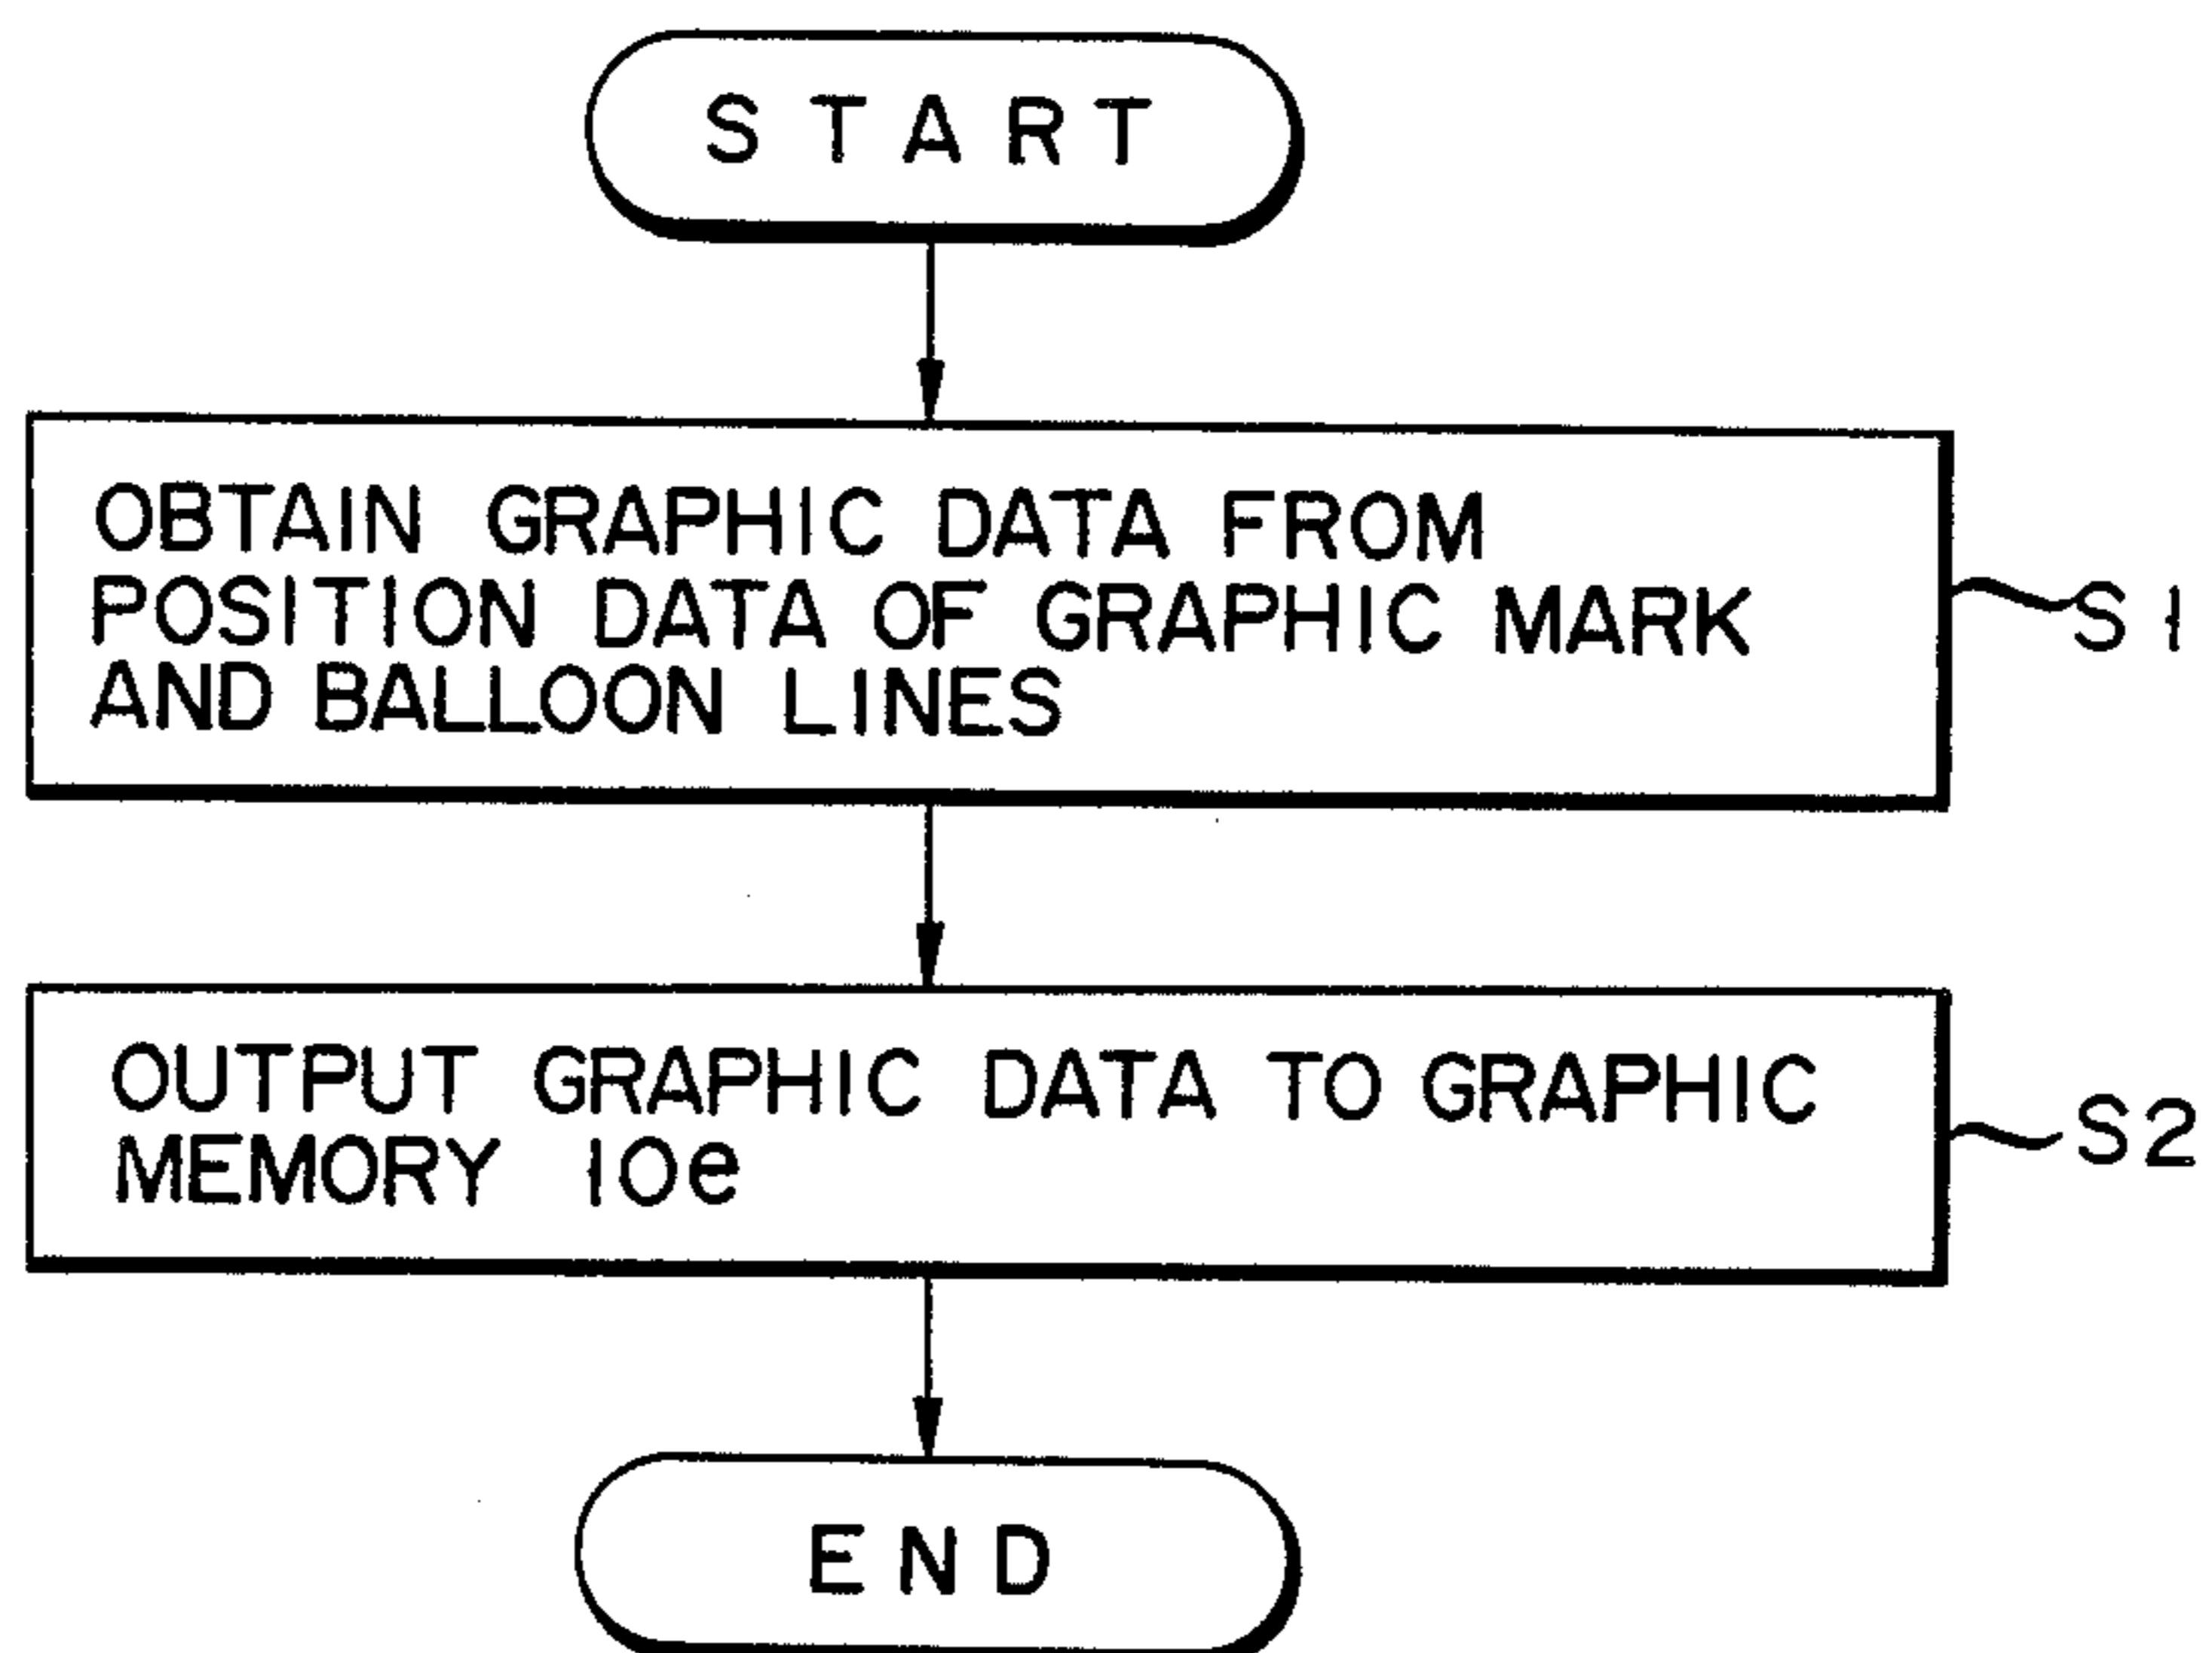 START
OBTAIN GRAPHIC DATA FROM
POSITION DATA OF GRAPHIC MARK
AND BALLOON LINES
S1
OUTPUT GRAPHIC DATA TO GRAPHIC
MEMORY 10e
S2
END